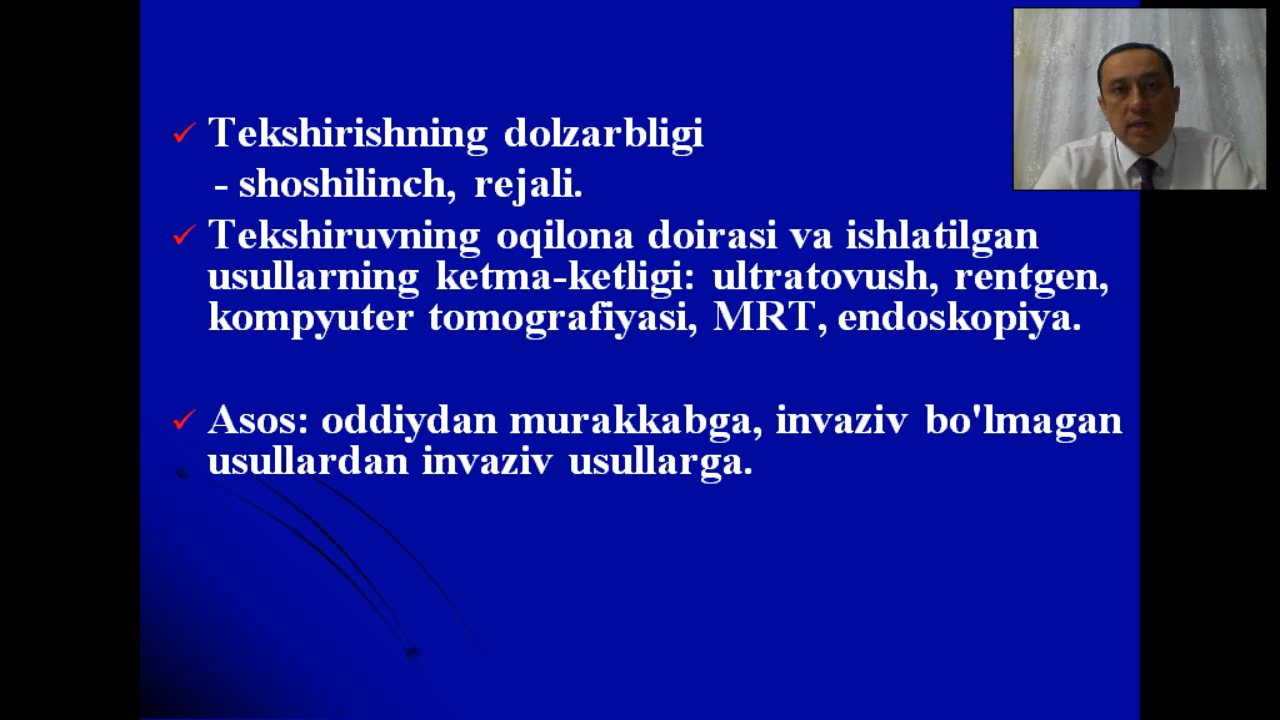 Tekshirishning dolzarbligi
- shoshilinch, rejali.
Tekshiruvning oqilona doirasi va ishlatilgan
usullarning ketma-ketligi: ultratovush, rentgen,
kompyuter tomografiyasi, MRT, endoskopiya.
Asos: oddiydan murakkabga, invaziv bo'lmagan
usullardan invaziv usullarga.